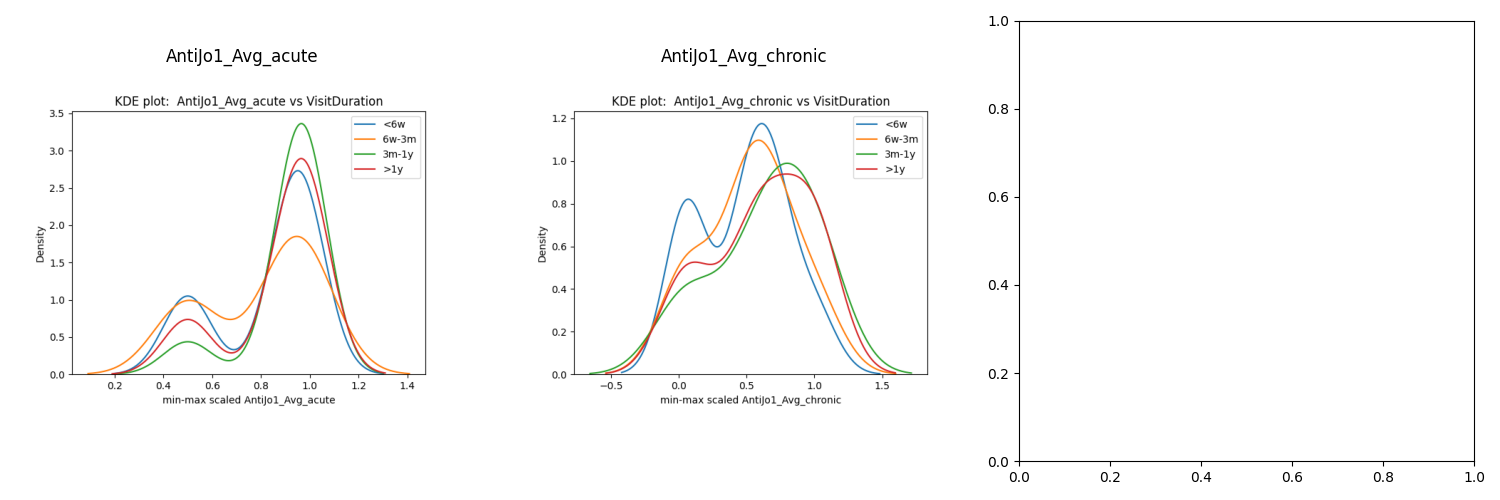 AntiJo1_Avg_acute
KDE plot:  AntiJo1_Avg_acute vs VisitDuration
3.5
3.0
2.5
2.0
1.5
1.0
0.5
0.0
Density
<6w
6w-3m
3m-1y
>1y
0.2 0.4 0.6 0.8 1.0 1.2 1.4
min-max scaled AntiJo1_Avg_acute
AntiJo1_Avg_chronic
KDE plot:  AntiJo1_Avg_chronic vs VisitDuration
1.2
1.0
0.8
0.6
0.4
0.2
0.0
Density
<6w
6w-3m
3m-1y
>1y
−0.5 0.0 0.5 1.0 1.5
min-max scaled AntiJo1_Avg_chronic
1.0
0.8
0.6
0.4
0.2
0.0
0.0 0.2 0.4 0.6 0.8 1.0